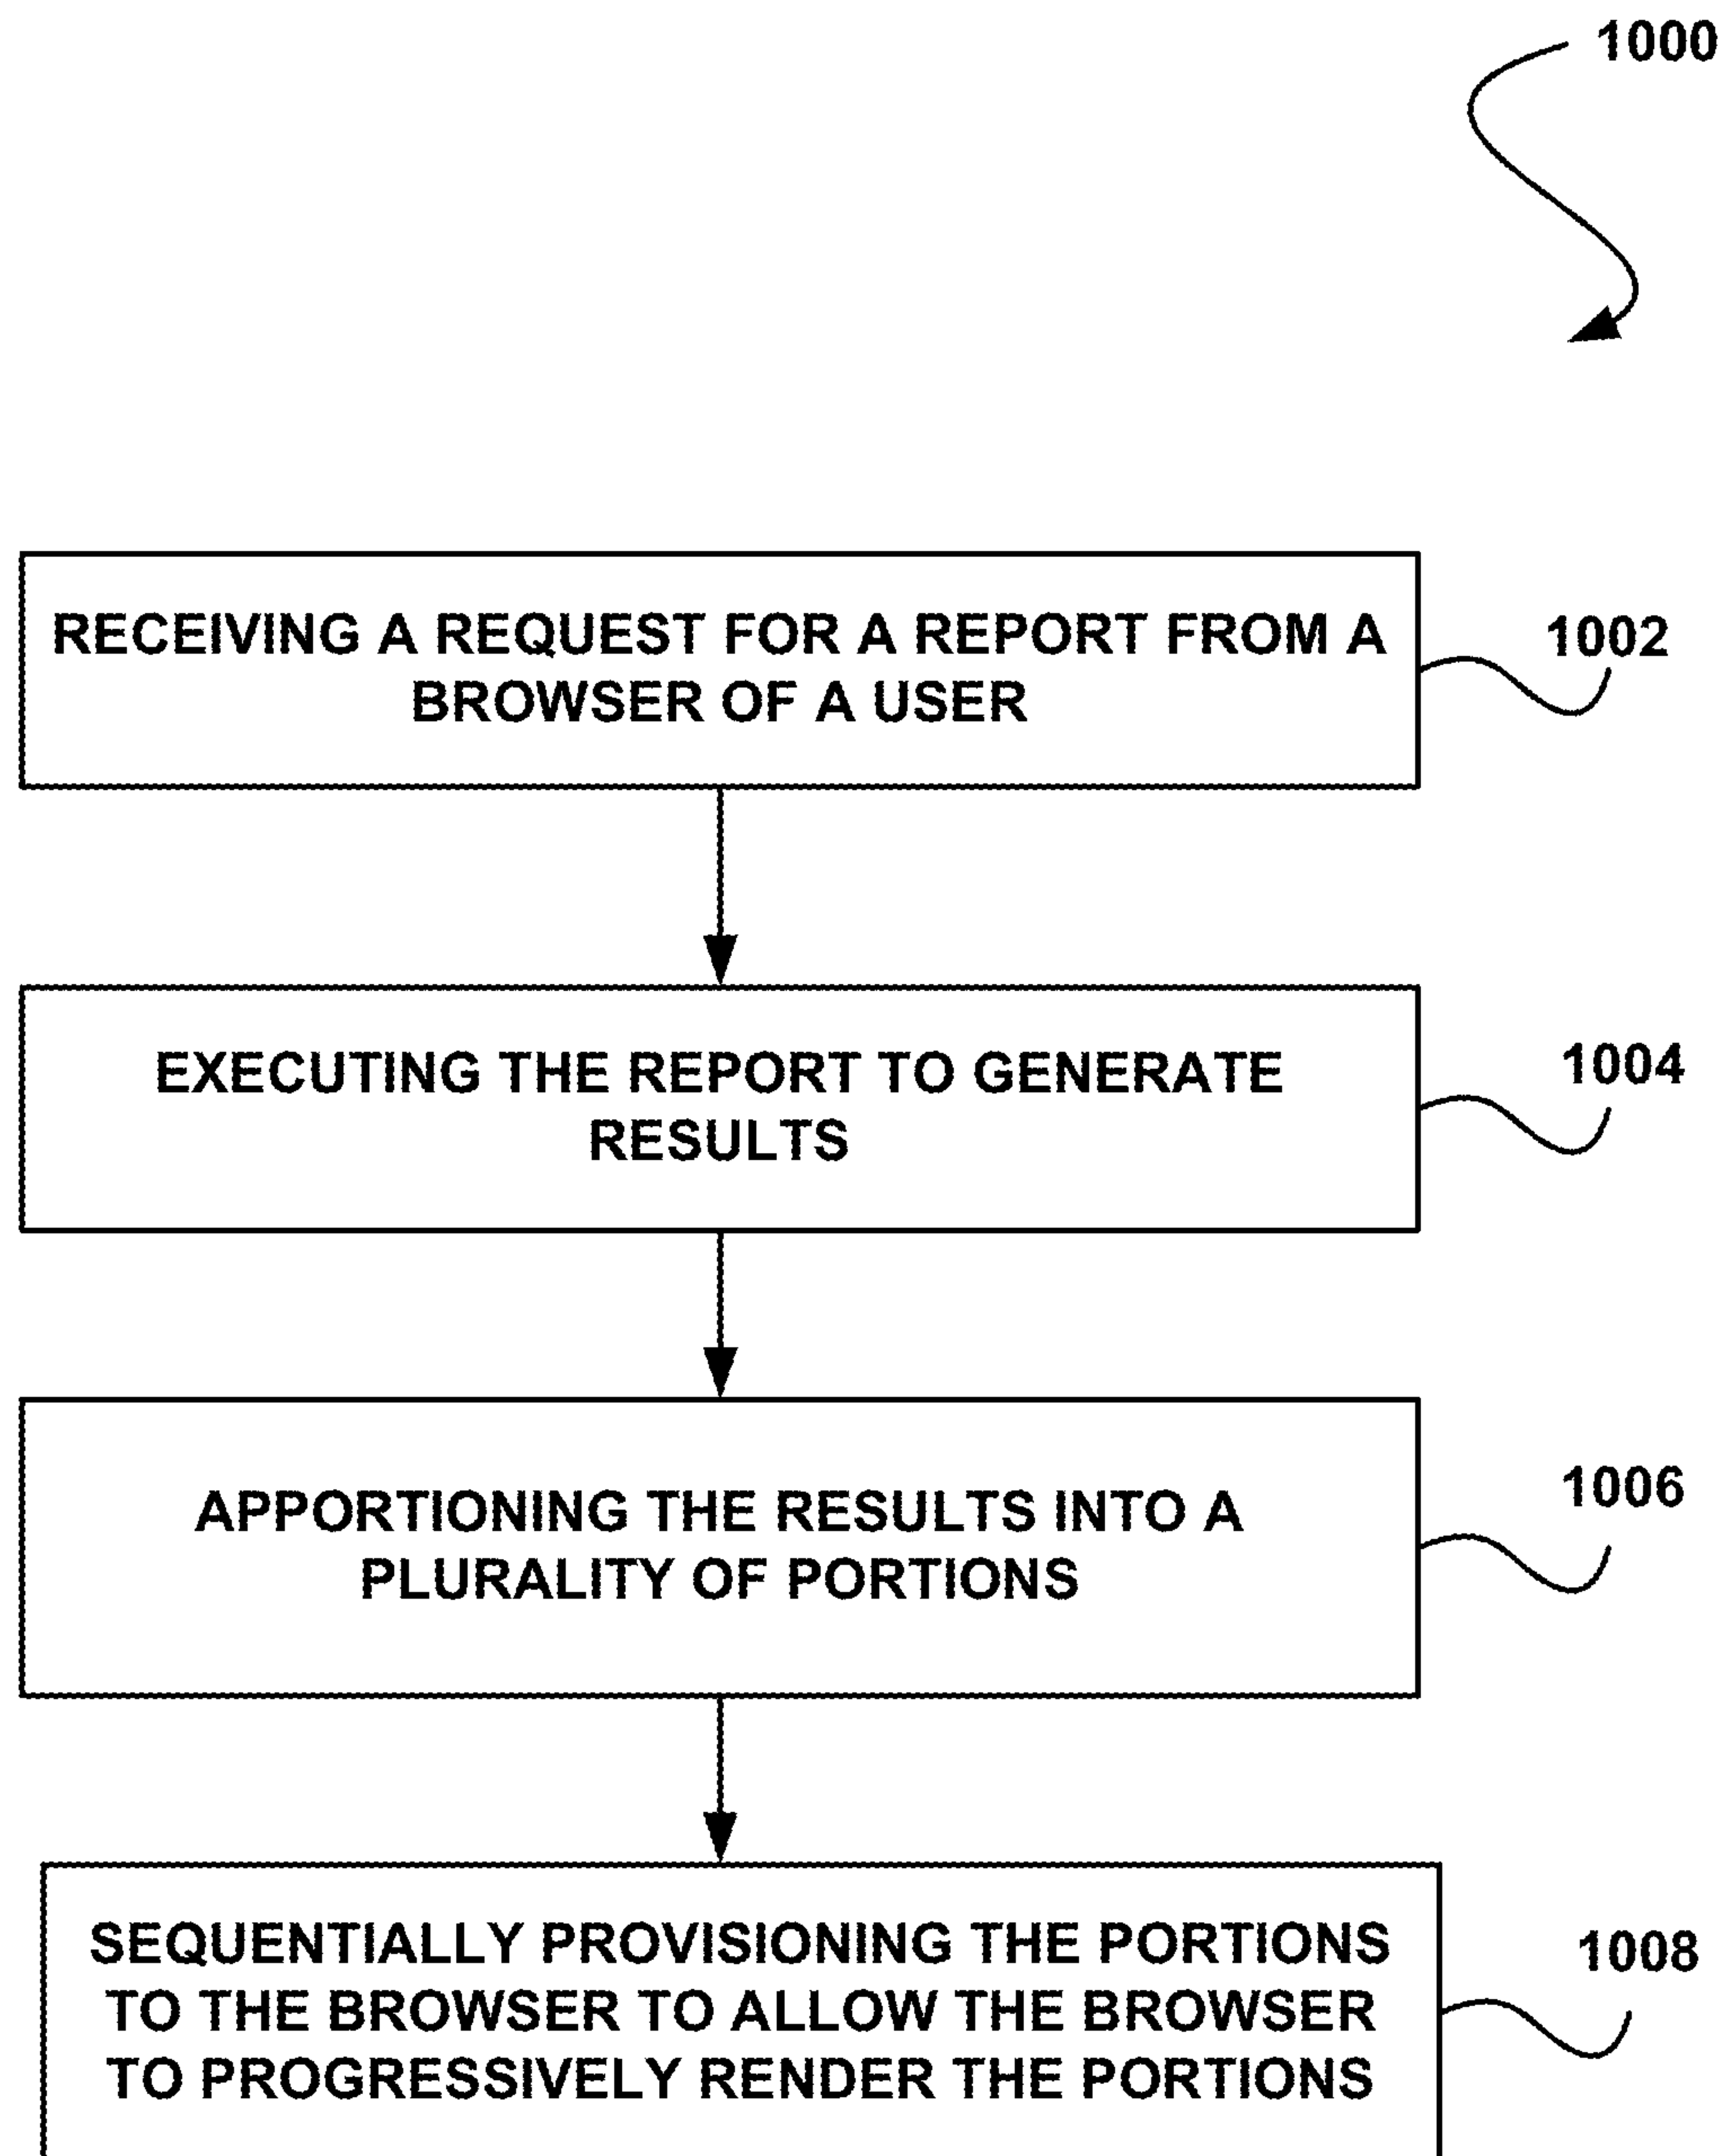 1000
RECEIVING A REQUEST FOR A REPORT FROM A
BROWSER OF A USER
1002
EXECUTING THE REPORT TO GENERATE
RESULTS
1004
APPORTIONING THE RESULTS INTO A
PLURALITY OF PORTIONS
1006
SEQUENTIALLY PROVISIONING THE PORTIONS
TO THE BROWSER TO ALLOW THE BROWSER
TO PROGRESSIVELY RENDER THE PORTIONS
1008